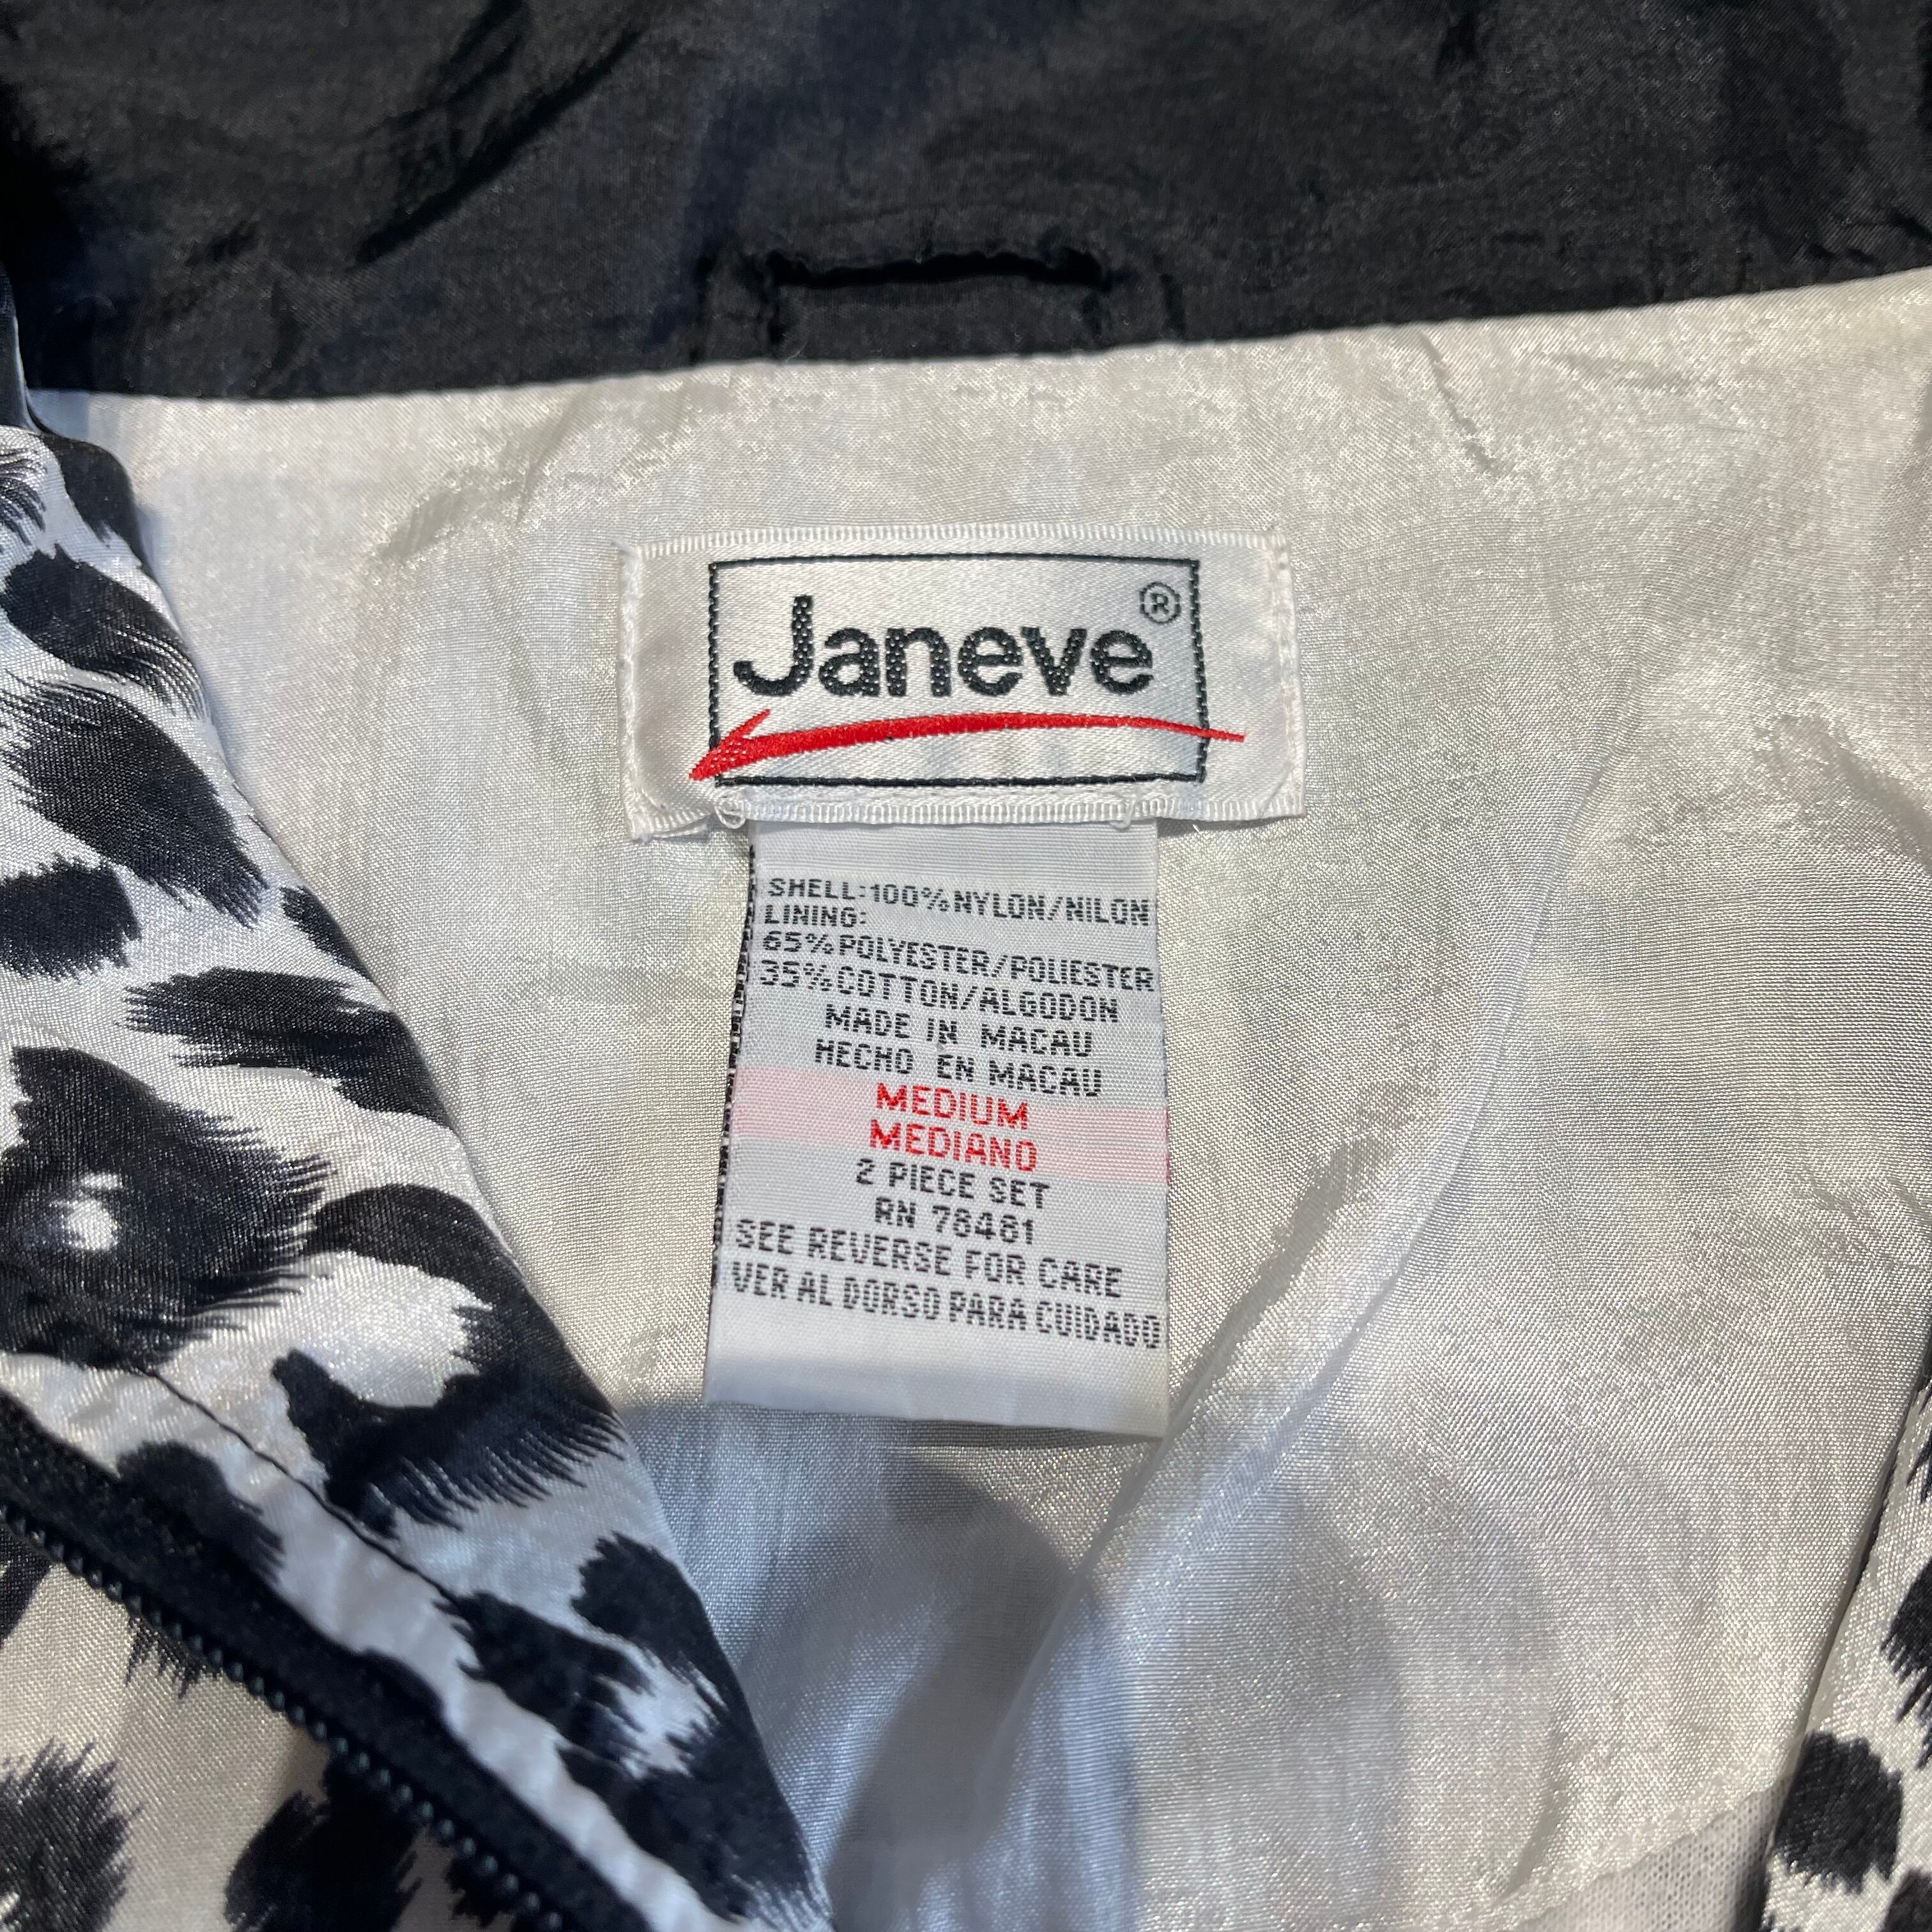 Janeve®
SHELL:100%NYLON/NILON
LINING:
65%POLYESTER/POLIESTER
35%COTTON/ALGODON
MADE IN MACAU
HECHO EN MACAU
MEDIUM
MEDIANO
2 PIECE SET
RN 78481
SEE REVERSE FOR CARE
VER AL DORSO PARA CUIDADO